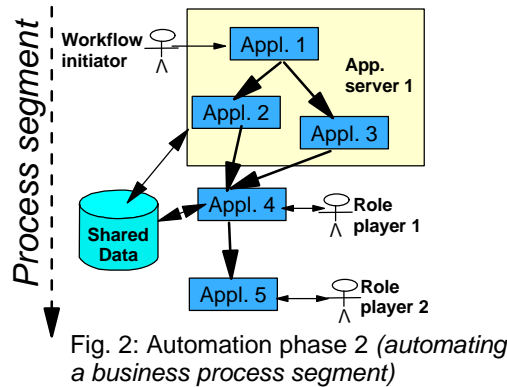 Process segment
Workflow
initiator
Appl. 1
App.
server 1
Appl. 2
Appl. 3
Shared
Data
Appl. 4
Role
player 1
Appl. 5
Role
player 2
Fig. 2: Automation phase 2 (automating
a business process segment)